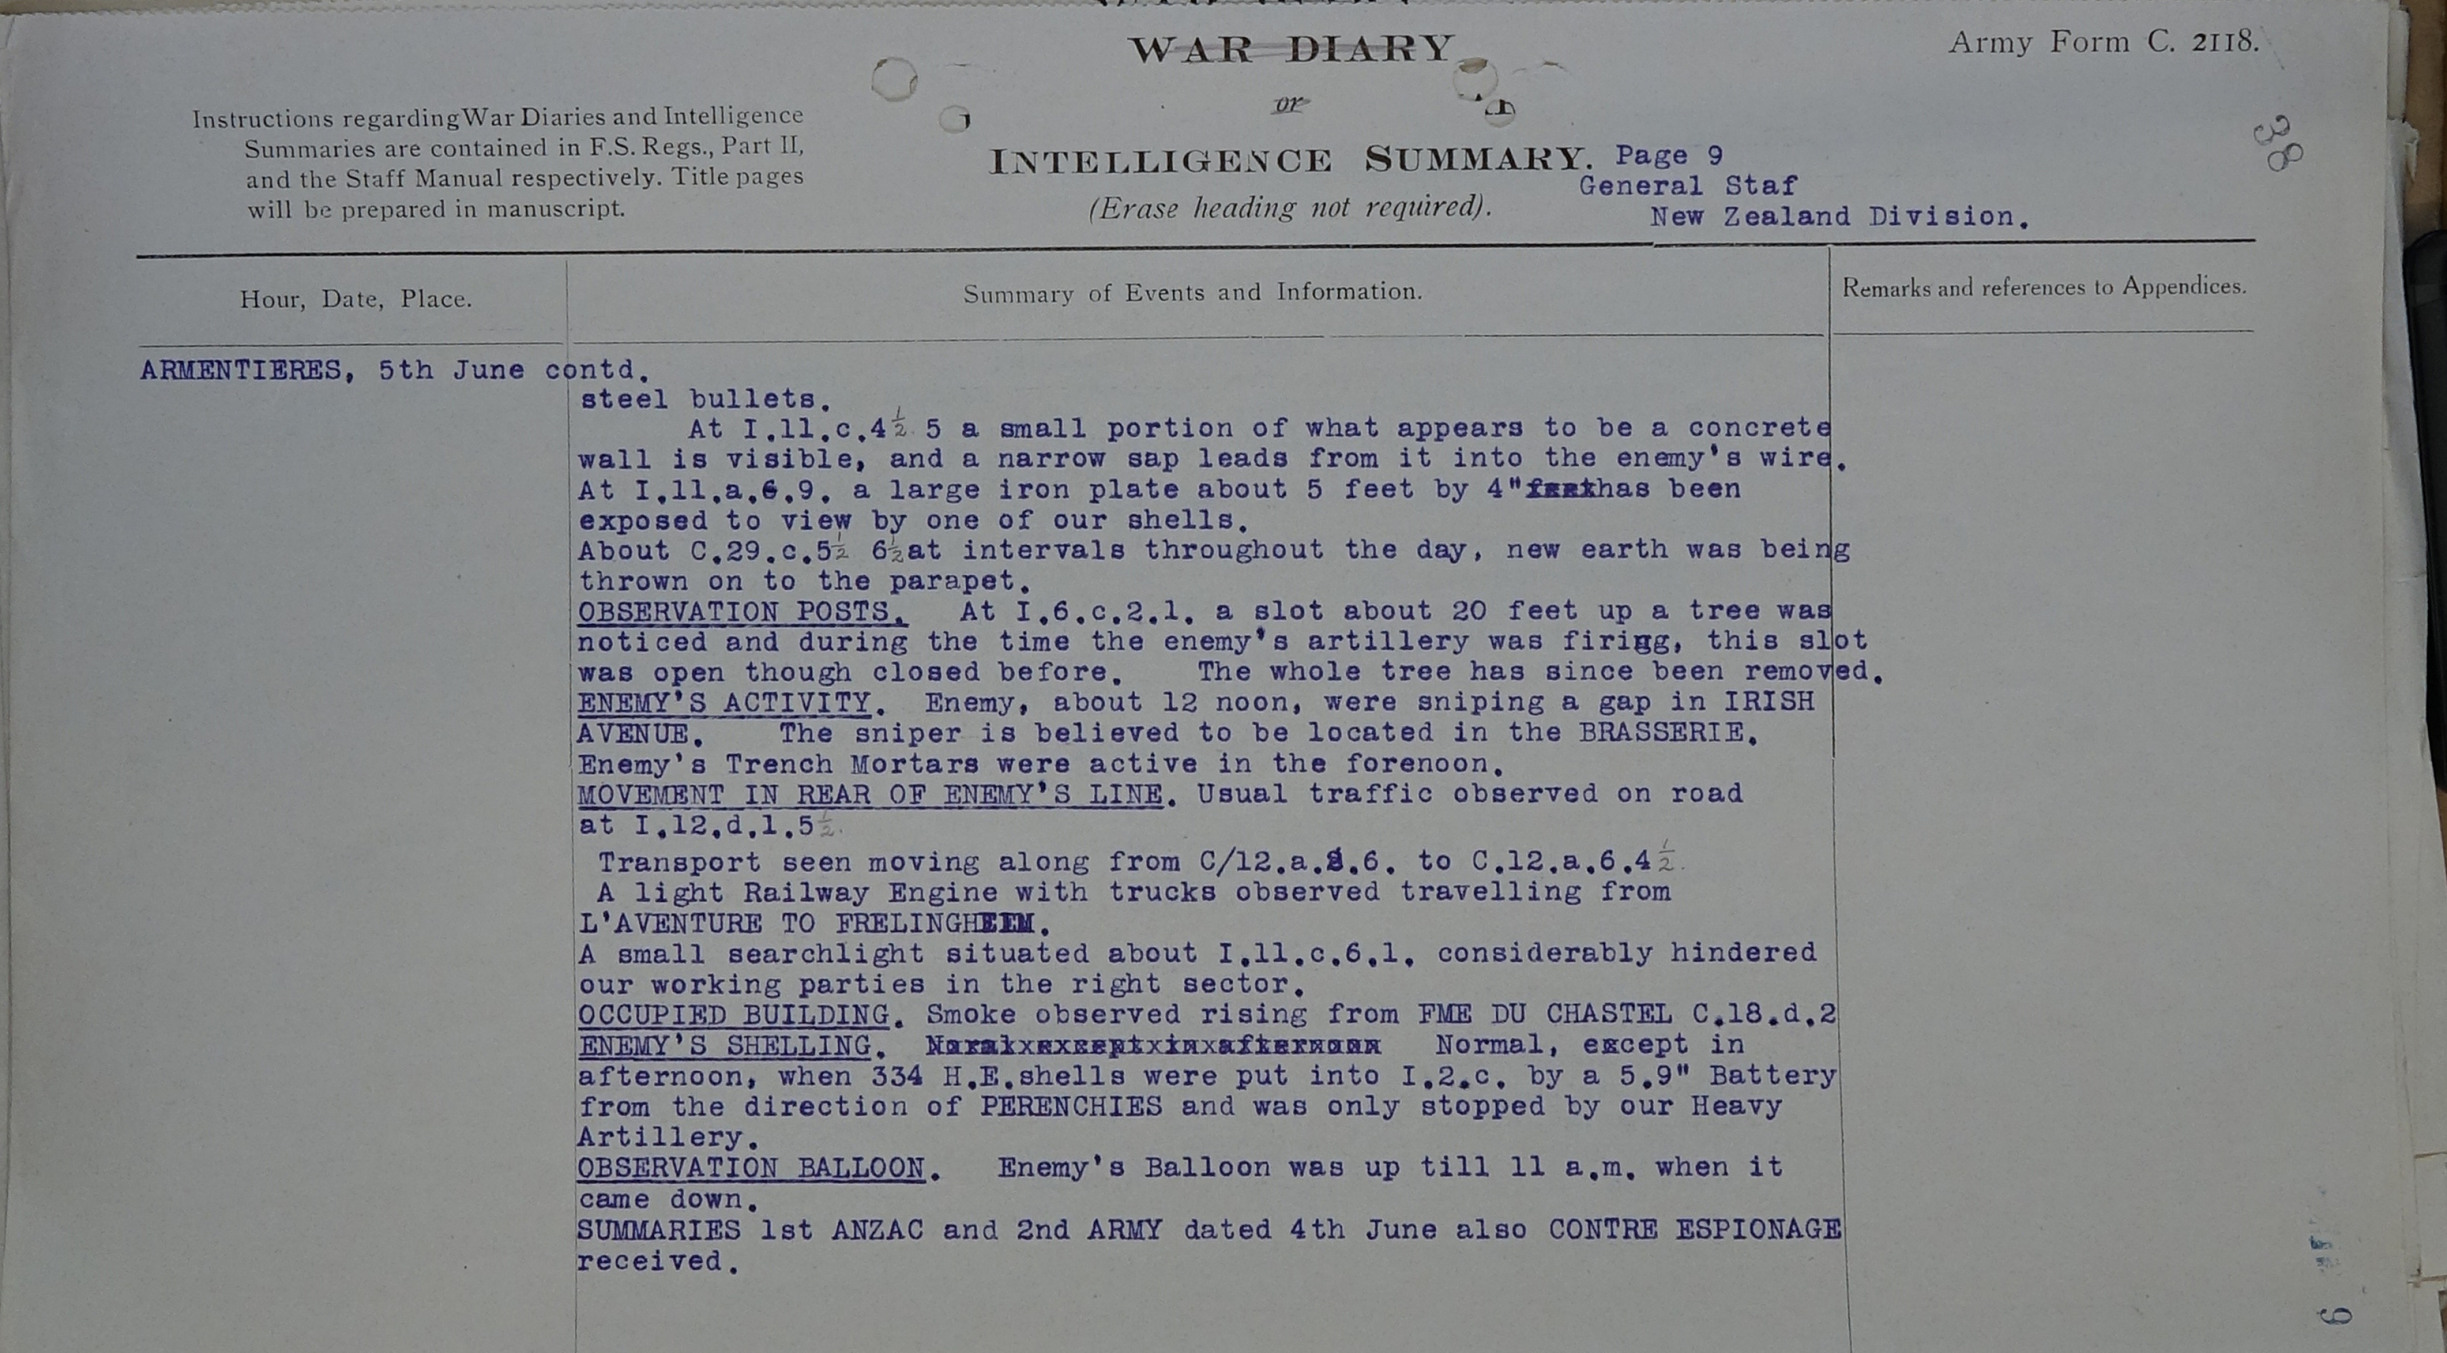 WAR DIARY
or
INTELLIGENCE SUMMARY.
(Erase heading not required).
Army Form C. 2118.
38
Instructions regarding War Diaries and Intelligence
Summaries are contained in F.S. Regs., Part II,
and the Staff Manual respectively. Title pages
will be prepared in manuscript.
Page 9
General Staf
New Zealand Division.
Hour, Date, Place.
Summary of Events and Information.
Remarks and references to Appendices.
ARMENTIERES, 5th June contd.
steel bullets.
At I.11.c.4½ 5 a small portion of what appears to be a concrete
wall is visible, and a narrow sap leads from it into the enemy's wire.
At I.11.a.6.9. a large iron plate about 5 feet by 4" has been
exposed to view by one of our shells.
About C.29.c.5½ 6½ at intervals throughout the day, new earth was being
thrown on to the parapet.
OBSERVATION POSTS. At I.6.c.2.1. a slot about 20 feet up a tree was
noticed and during the time the enemy's artillery was firing, this slot
was open though closed before. The whole tree has since been removed.
ENEMY'S ACTIVITY. Enemy, about 12 noon, were sniping a gap in IRISH
AVENUE. The sniper is believed to be located in the BRASSERIE.
Enemy's Trench Mortars were active in the forenoon.
MOVEMENT IN REAR OF ENEMY'S LINE. Usual traffic observed on road
at I.12.d.1.5½.
Transport seen moving along from C/12.a. .6. to C.12.a.6.4½.
A light Railway Engine with trucks observed travelling from
L'AVENTURE TO
A small searchlight situated about I.11.c.6.1. considerably hindered
our working parties in the right sector.
OCCUPIED BUILDING. Smoke observed rising from FME DU CHASTEL C.18.d.2
ENEMY'S SHELLING. Normal, except in
afternoon, when 334 H.E.shells were put into I.2.c. by a 5.9" Battery
from the direction of PERENCHIES and was only stopped by our Heavy
Artillery.
OBSERVATION BALLOON. Enemy's Balloon was up till 11 a.m. when it
came down.
SUMMARIES 1st ANZAC and 2nd ARMY dated 4th June also CONTRE ESPIONAGE
received.